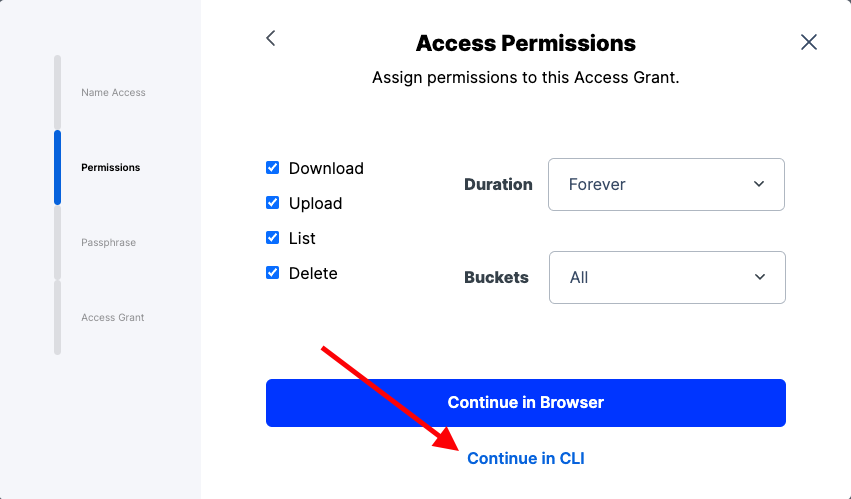 Name Access
Permissions
Passphrase
Access Grant
Access Permissions
Assign permissions to this Access Grant.
Download
Upload
List
Delete
Duration
Forever
Buckets
All
Continue in Browser
Continue in CLI